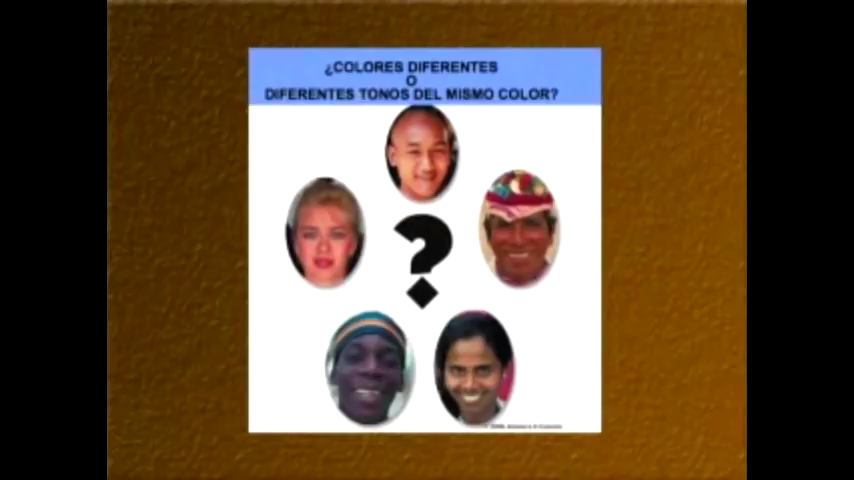 ¿COLORES DIFERENTES
O
DIFERENTES TONOS DEL MISMO COLOR?
?